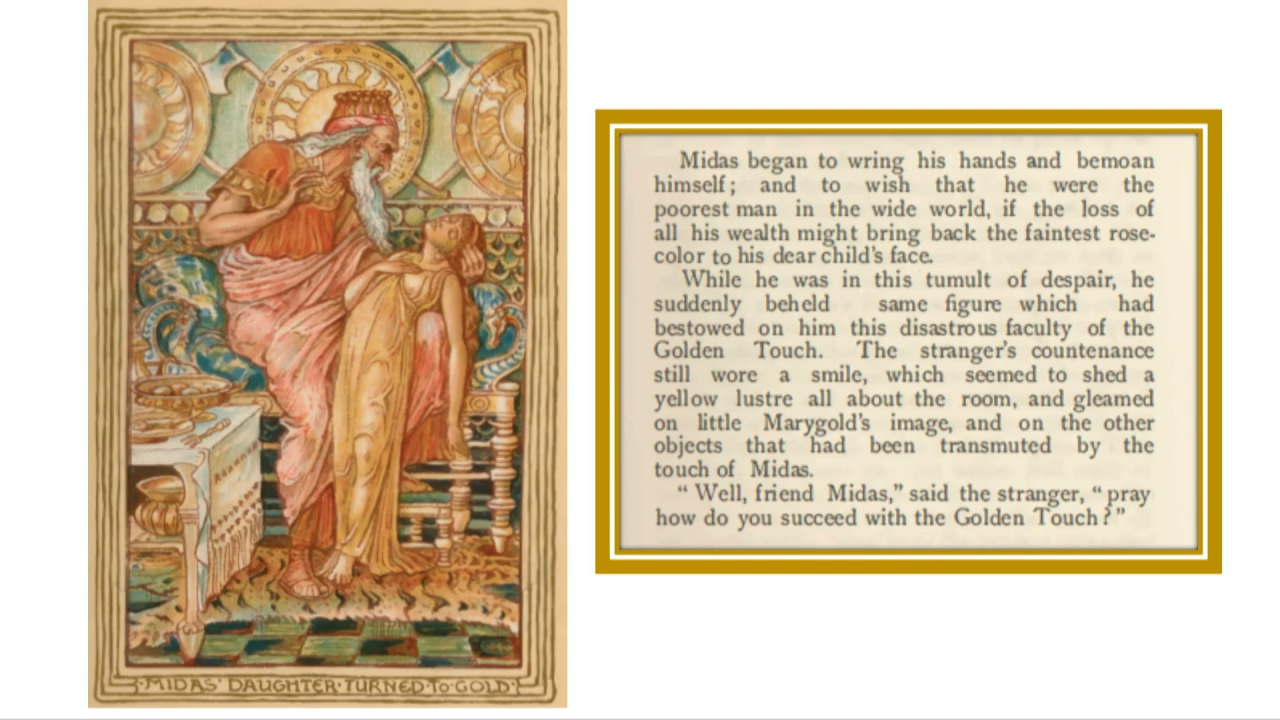 ·MIDAS' DAUGHTER·TURNED·TO·GOLD·
Midas began to wring his hands and bemoan
himself; and to wish that he were the
poorest man in the wide world, if the loss of
all his wealth might bring back the faintest rose-
color to his dear child's face.
While he was in this tumult of despair, he
suddenly beheld same figure which had
bestowed on him this disastrous faculty of the
Golden Touch. The stranger's countenance
still wore a smile, which seemed to shed a
yellow lustre all about the room, and gleamed
on little Marygold's image, and on the other
objects that had been transmuted by the
touch of Midas.
“ Well, friend Midas,” said the stranger, “ pray
how do you succeed with the Golden Touch ? ”